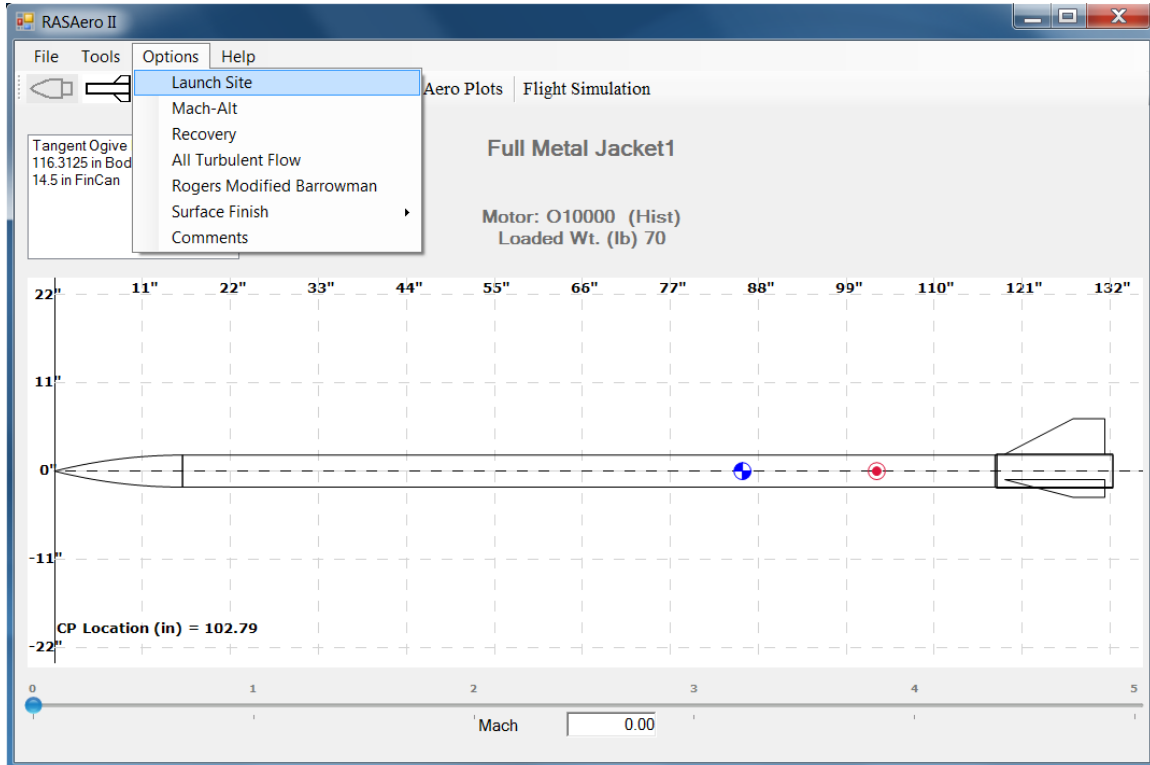 RASAero II
File Tools Options Help
Launch Site
Mach-Alt
Recovery
All Turbulent Flow
Rogers Modified Barrowman
Surface Finish
Comments
Aero Plots Flight Simulation
Tangent Ogive
116.3125 in Bod
14.5 in FinCan
Full Metal Jacket1
Motor: O10000 (Hist)
Loaded Wt. (lb) 70
22" 11" 22" 33" 44" 55" 66" 77" 88" 99" 110" 121" 132"
11"
0"
-11"
CP Location (in) = 102.79
-22"
0 1 2 3 4 5
Mach 0.00